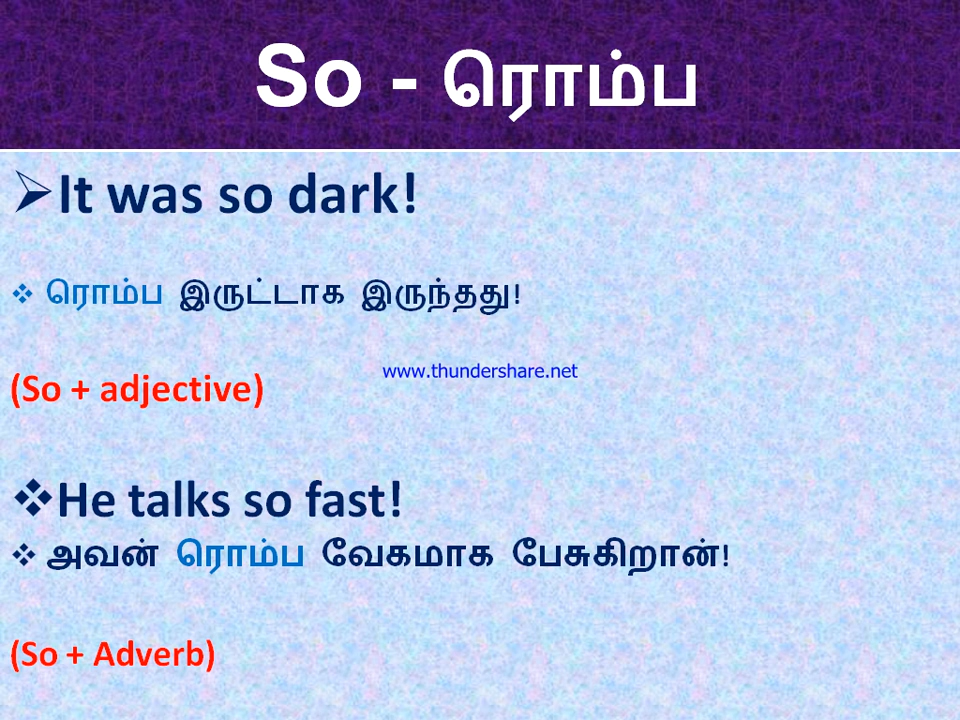 So - ரொம்ப
It was so dark!
ரொம்ப இருட்டாக இருந்தது!
www.thundershare.net
(So + adjective)
He talks so fast!
அவன் ரொம்ப வேகமாக பேசுகிறான்!
(So + Adverb)